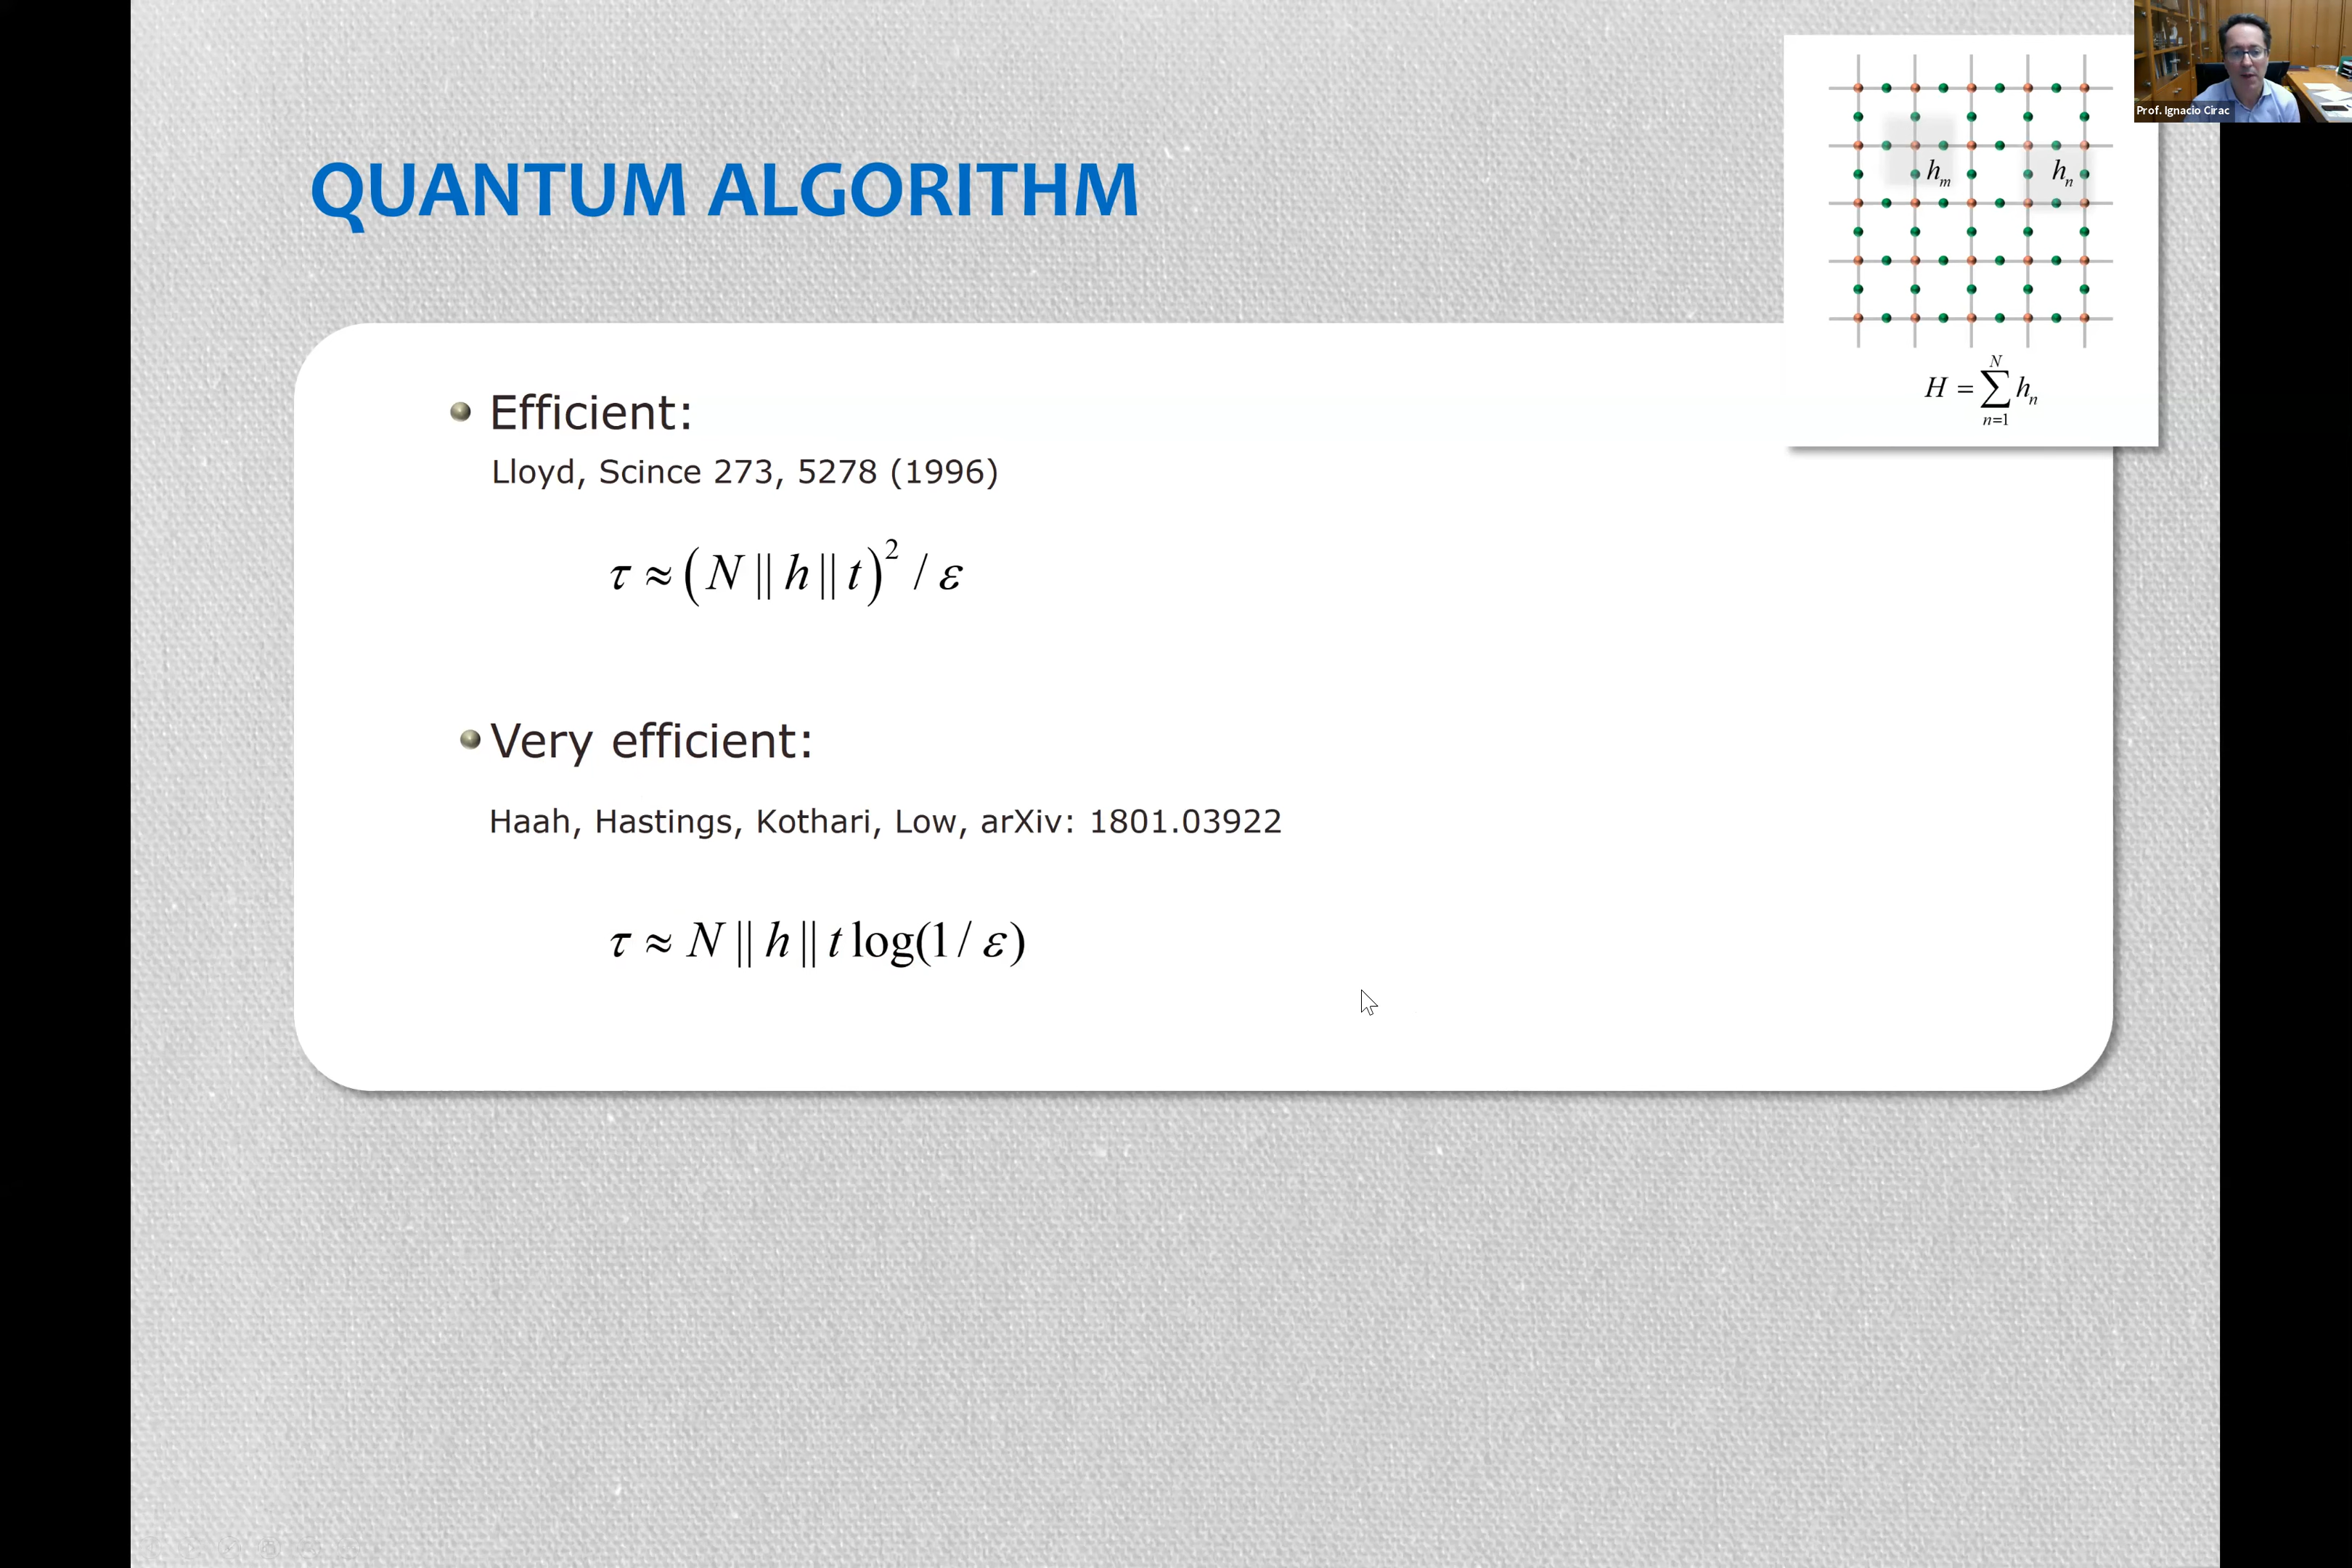 Prof. Ignacio Cirac
QUANTUM ALGORITHM
h_m
h_n
H = \sum_{n=1}^{N} h_n
Efficient:
Lloyd, Scince 273, 5278 (1996)
τ ≈ (N || h || t)² / ε
Very efficient:
Haah, Hastings, Kothari, Low, arXiv: 1801.03922
τ ≈ N || h || t log(1 / ε)